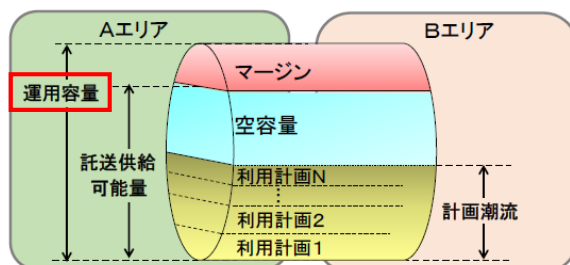 Aエリア
Bエリア
マージン
運用容量
空容量
託送供給
可能量
利用計画N
利用計画2
計画潮流
利用計画1